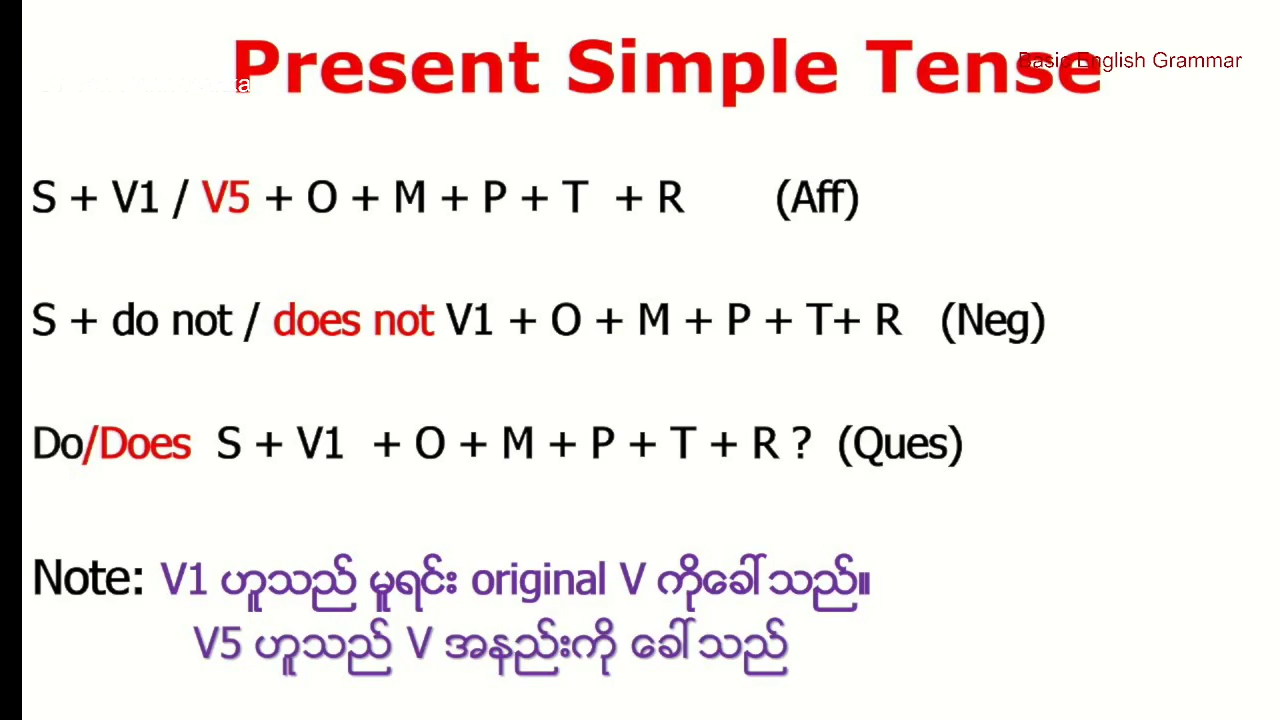 Present Simple Tense
Basic English Grammar
S + V1 / V5 + O + M + P + T + R (Aff)
S + do not / does not V1 + O + M + P + T+ R (Neg)
Do/Does S + V1 + O + M + P + T + R ? (Ques)
Note: V1 ဟူသည် မူရင်း original V ကိုခေါ်သည်။
V5 ဟူသည် V အနည်းကို ခေါ်သည်